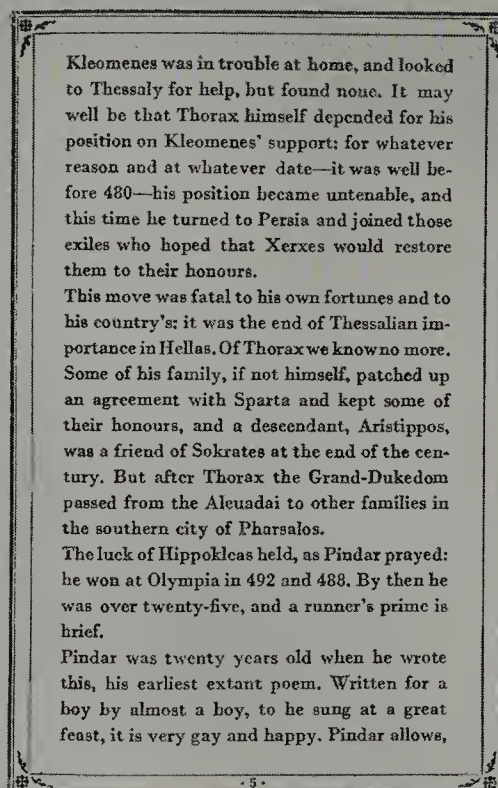 Kleomenes was in trouble at home, and looked
to Thessaly for help, but found none. It may
well be that Thorax himself depended for his
position on Kleomenes' support: for whatever
reason and at whatever date—it was well be-
fore 480—his position became untenable, and
this time he turned to Persia and joined those
exiles who hoped that Xerxes would restore
them to their honours.
This move was fatal to his own fortunes and to
his country's: it was the end of Thessalian im-
portance in Hellas. Of Thorax we know no more.
Some of his family, if not himself, patched up
an agreement with Sparta and kept some of
their honours, and a descendant, Aristippos,
was a friend of Sokrates at the end of the cen-
tury. But after Thorax the Grand-Dukedom
passed from the Aleuadai to other families in
the southern city of Pharsalos.
The luck of Hippokleas held, as Pindar prayed:
he won at Olympia in 492 and 488. By then he
was over twenty-five, and a runner's prime is
brief.
Pindar was twenty years old when he wrote
this, his earliest extant poem. Written for a
boy by almost a boy, to be sung at a great
feast, it is very gay and happy. Pindar allows,
· 5 ·